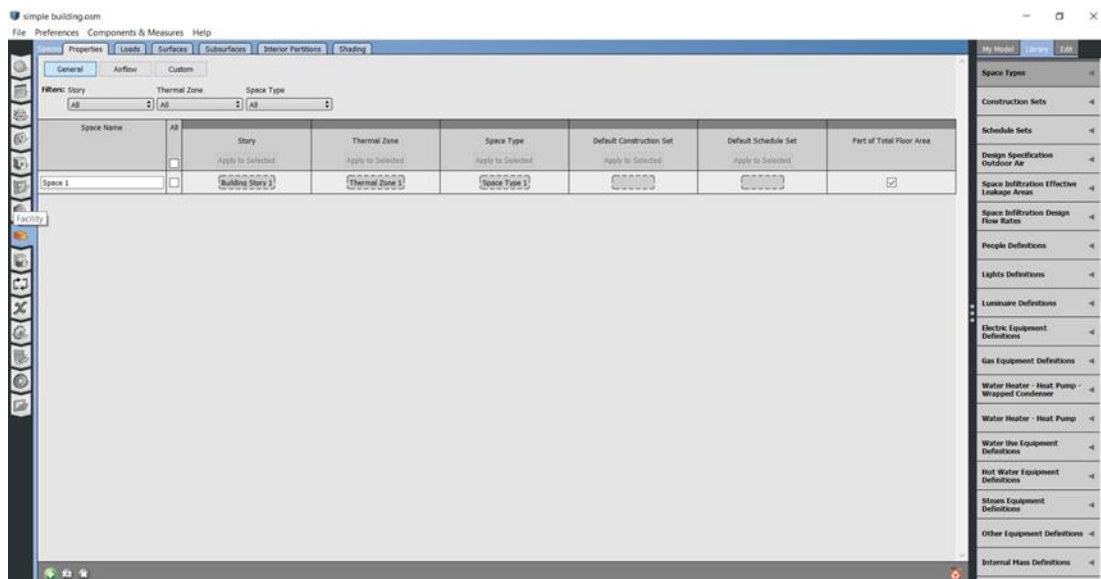 simple building.osm
File Preferences Components & Measures Help
Spaces Properties Loads Surfaces Subsurfaces Interior Partitions Shading
My Model Library Edit
General Airflow Custom
Filters: Story Thermal Zone Space Type
All All All
Space Name All Story Thermal Zone Space Type Default Construction Set Default Schedule Set Part of Total Floor Area
Apply to Selected Apply to Selected Apply to Selected Apply to Selected Apply to Selected
Space 1 Building Story 1 Thermal Zone 1 Space Type 1
Facility
Space Types
Construction Sets
Schedule Sets
Design Specification
Outdoor Air
Space Infiltration Effective
Leakage Areas
Space Infiltration Design
Flow Rates
People Definitions
Lights Definitions
Luminaire Definitions
Electric Equipment
Definitions
Gas Equipment Definitions
Water Heater - Heat Pump -
Wrapped Condenser
Water Heater - Heat Pump
Water Use Equipment
Definitions
Hot Water Equipment
Definitions
Steam Equipment
Definitions
Other Equipment Definitions
Internal Mass Definitions